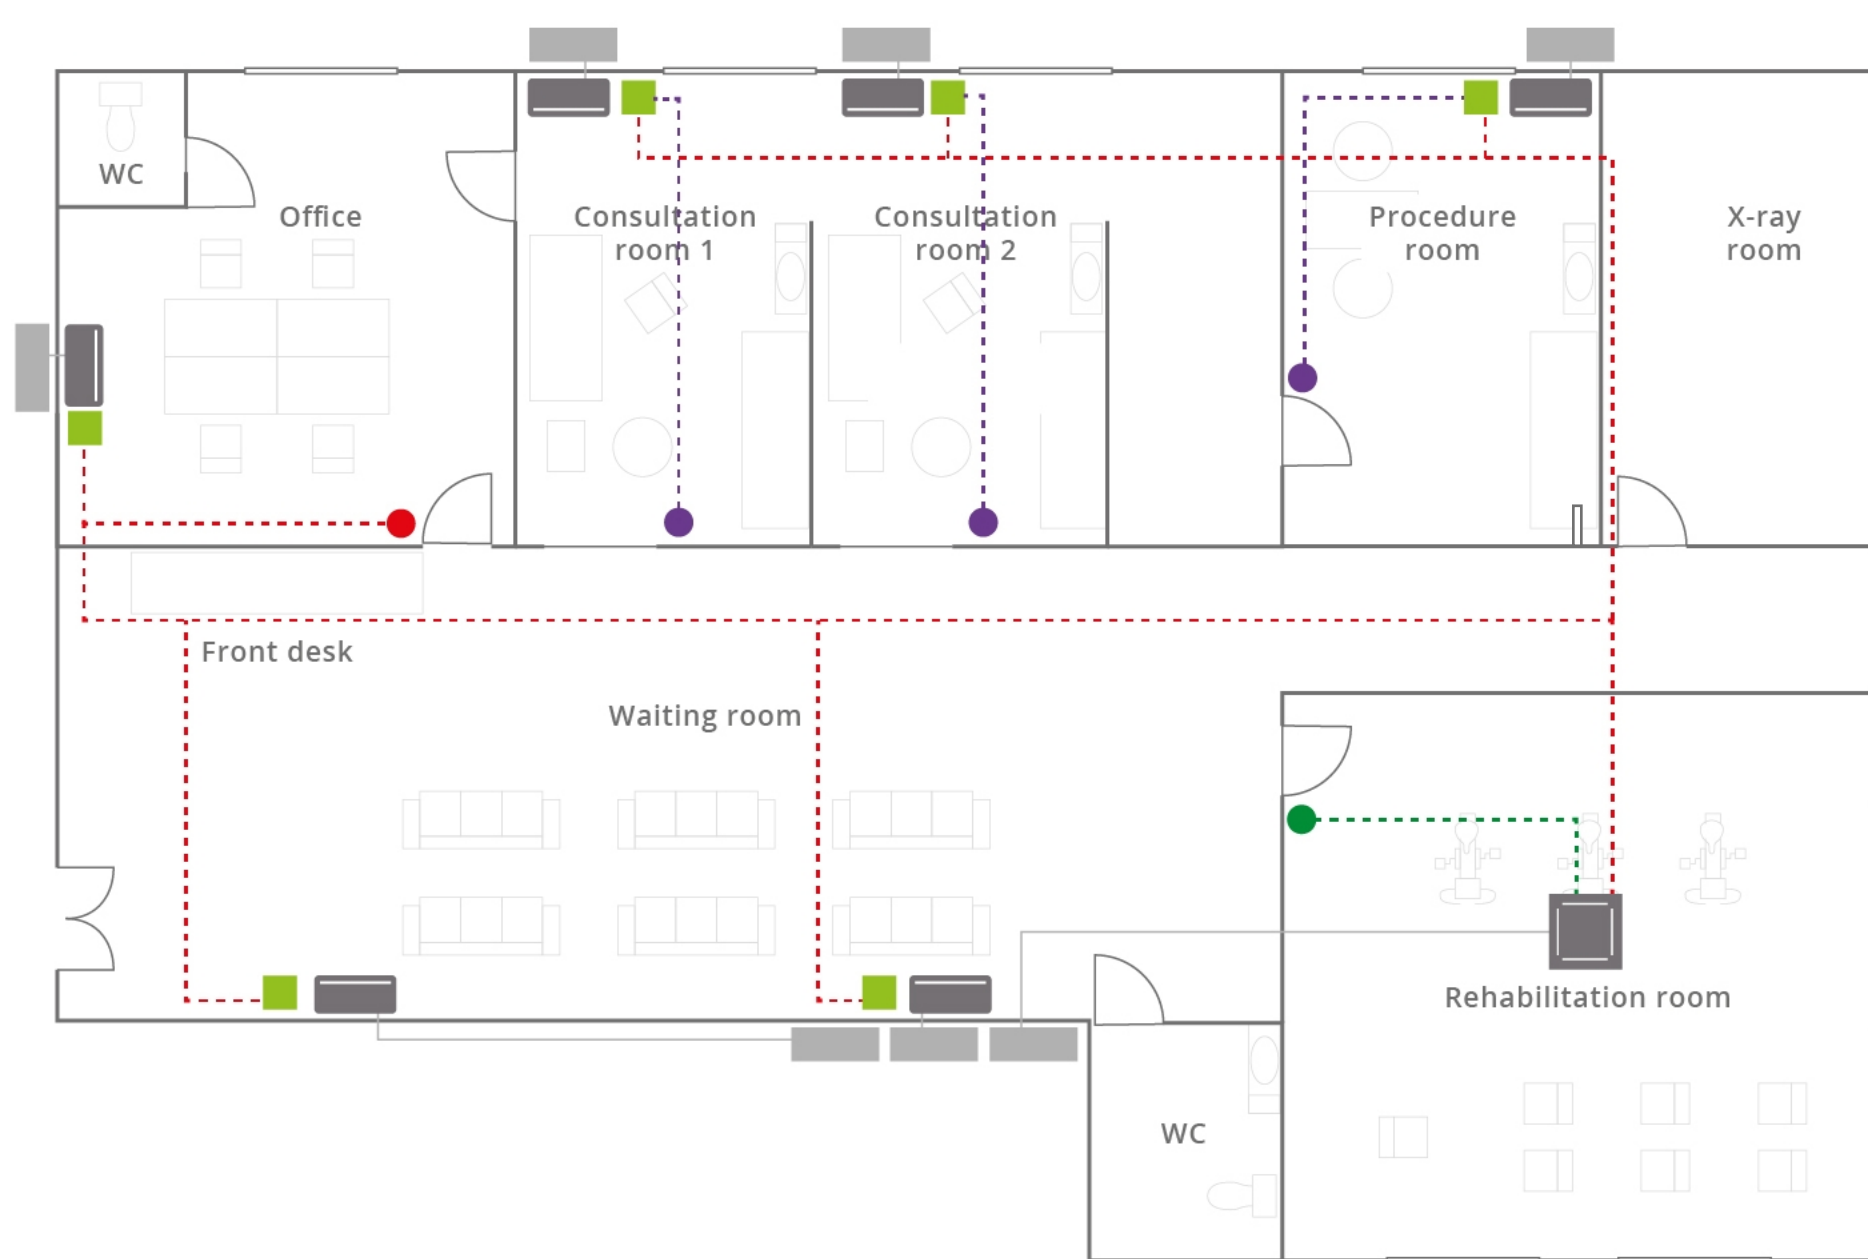 WC
Office
Consultation
room 1
Consultation
room 2
Procedure
room
X-ray
room
Front desk
Waiting room
Rehabilitation room
WC